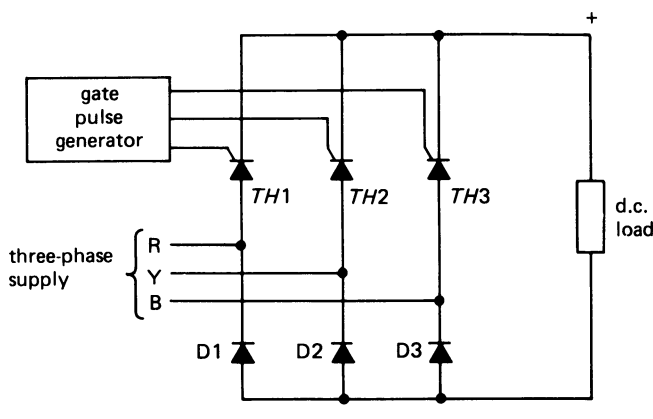 +
gate
pulse
generator
TH1
TH2
TH3
d.c.
load
three-phase
supply
R
Y
B
D1
D2
D3